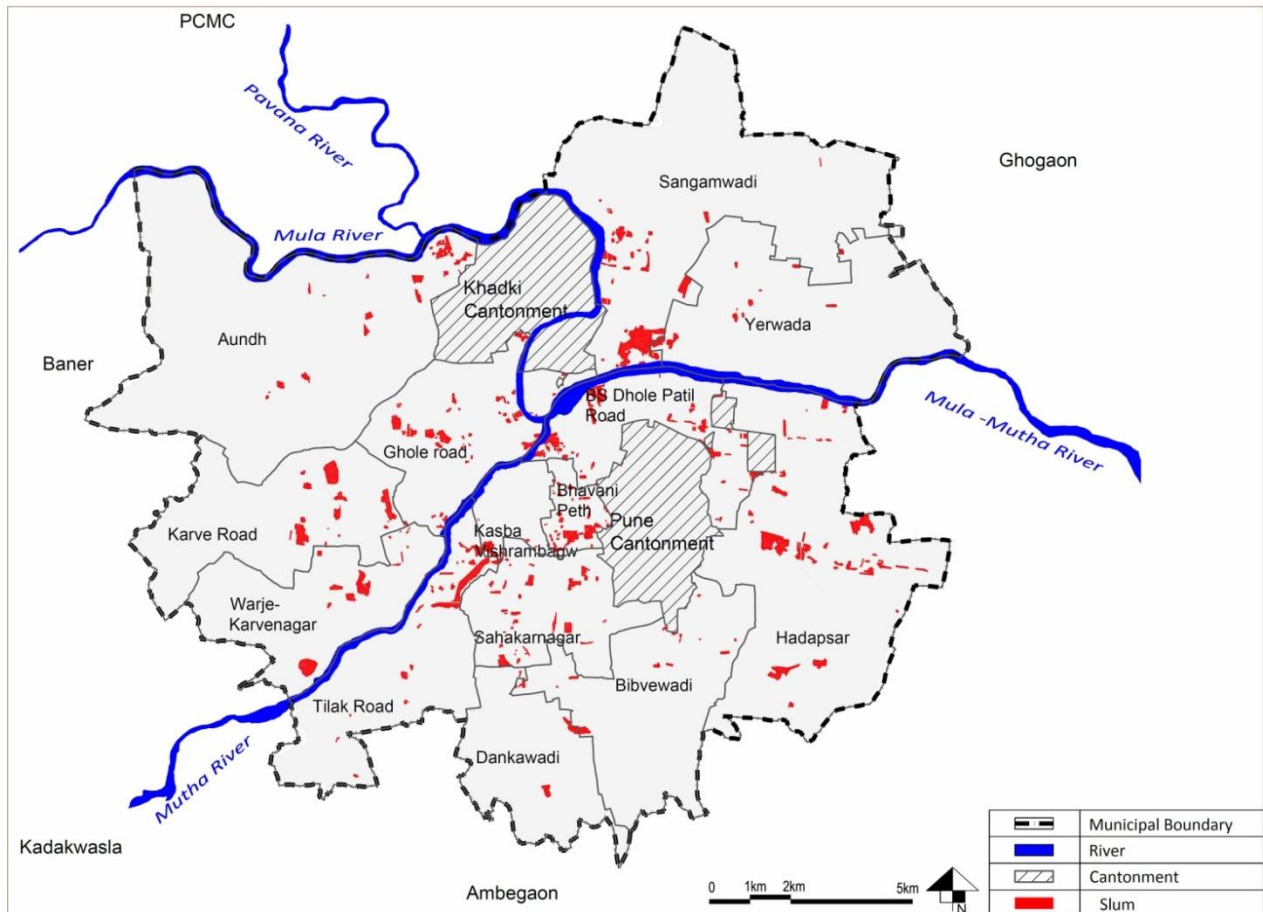 PCMC
Pavana River
Ghogaon
Sangamwadi
Mula River
Khadki
Cantonment
Aundh
Yerwada
Baner
BS Dhole Patil
Road
Mula -Mutha River
Ghole road
Bhavani
Peth
Pune
Cantonment
Karve Road
Kasba
Vishrambagw
Warje-
Karvenagar
Sahakarnagar
Hadapsar
Bibvewadi
Tilak Road
Dankawadi
Mutha River
Kadakwasla
Ambegaon
0 1km 2km 5km
N
Municipal Boundary
River
Cantonment
Slum